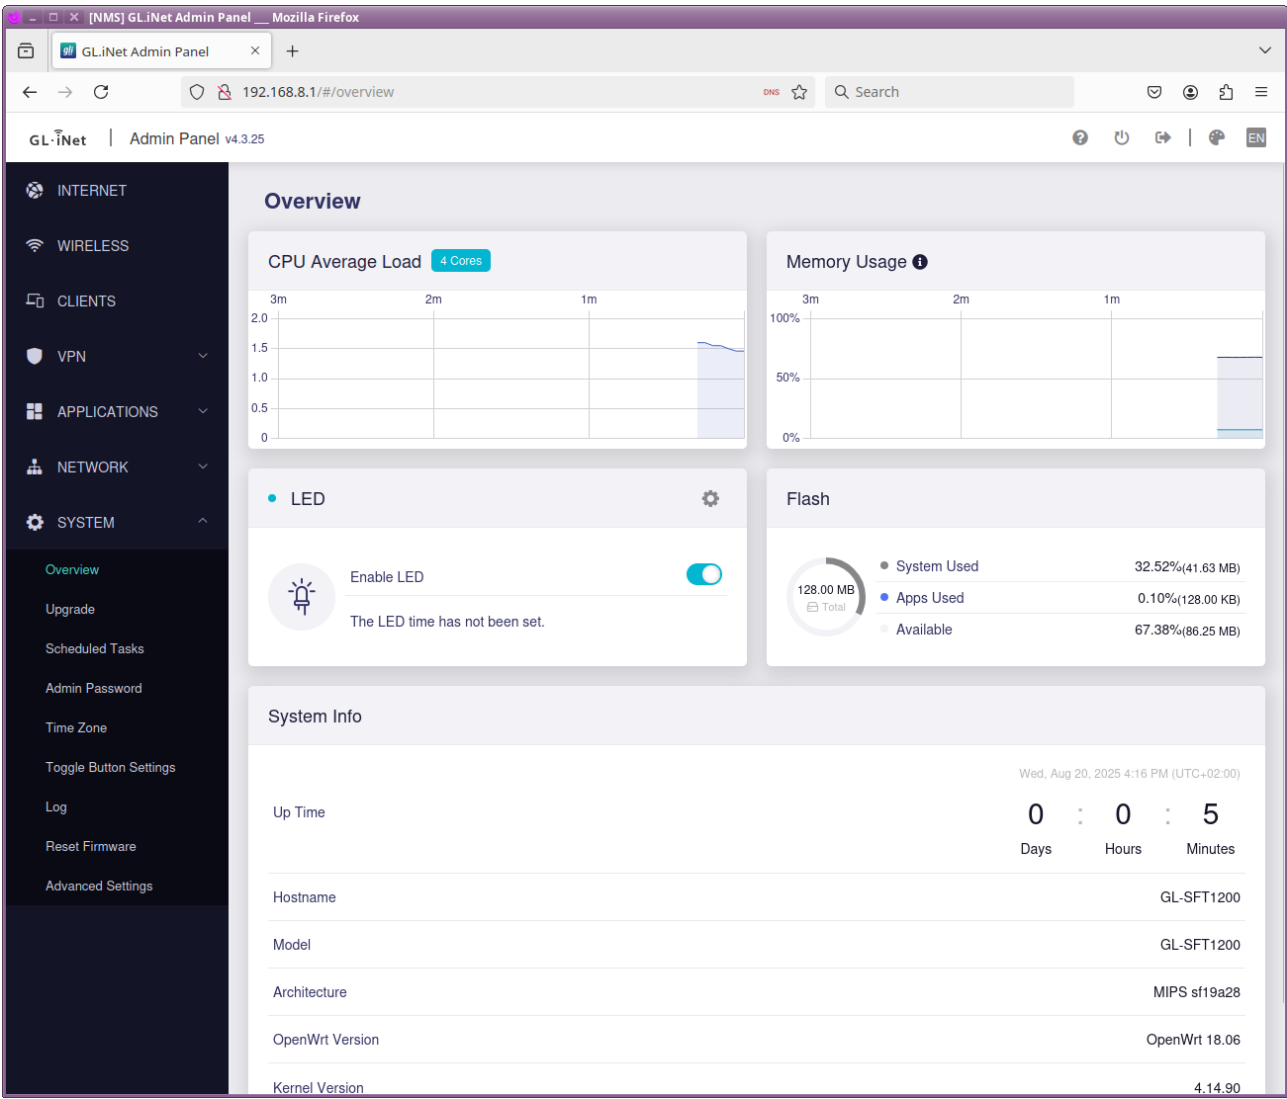 [NMS] GL.iNet Admin Panel ___ Mozilla Firefox
gli GL.iNet Admin Panel
192.168.8.1/#/overview DNS Search
GL·iNet | Admin Panel v4.3.25 EN
INTERNET
WIRELESS
CLIENTS
VPN
APPLICATIONS
NETWORK
SYSTEM
Overview
Upgrade
Scheduled Tasks
Admin Password
Time Zone
Toggle Button Settings
Log
Reset Firmware
Advanced Settings
Overview
CPU Average Load 4 Cores
3m 2m 1m
2.0
1.5
1.0
0.5
0
Memory Usage
3m 2m 1m
100%
50%
0%
LED
Enable LED
The LED time has not been set.
Flash
128.00 MB
Total
System Used 32.52%(41.63 MB)
Apps Used 0.10%(128.00 KB)
Available 67.38%(86.25 MB)
System Info
Wed, Aug 20, 2025 4:16 PM (UTC+02:00)
Up Time 0 : 0 : 5
Days Hours Minutes
Hostname GL-SFT1200
Model GL-SFT1200
Architecture MIPS sf19a28
OpenWrt Version OpenWrt 18.06
Kernel Version 4.14.90